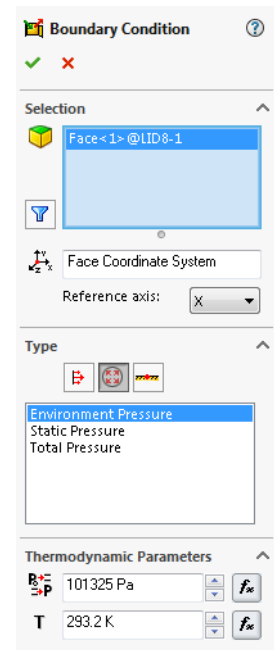 Boundary Condition
Selection
Face<1>@LID8-1
Face Coordinate System
Reference axis: X
Type
Environment Pressure
Static Pressure
Total Pressure
Thermodynamic Parameters
101325 Pa
T 293.2 K